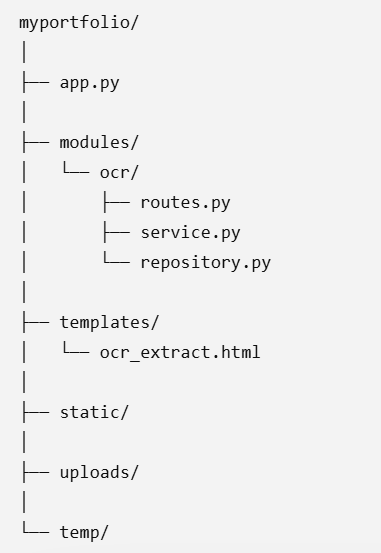 myportfolio/
│
├── app.py
│
├── modules/
│   └── ocr/
│       ├── routes.py
│       ├── service.py
│       └── repository.py
│
├── templates/
│   └── ocr_extract.html
│
├── static/
│
├── uploads/
│
└── temp/